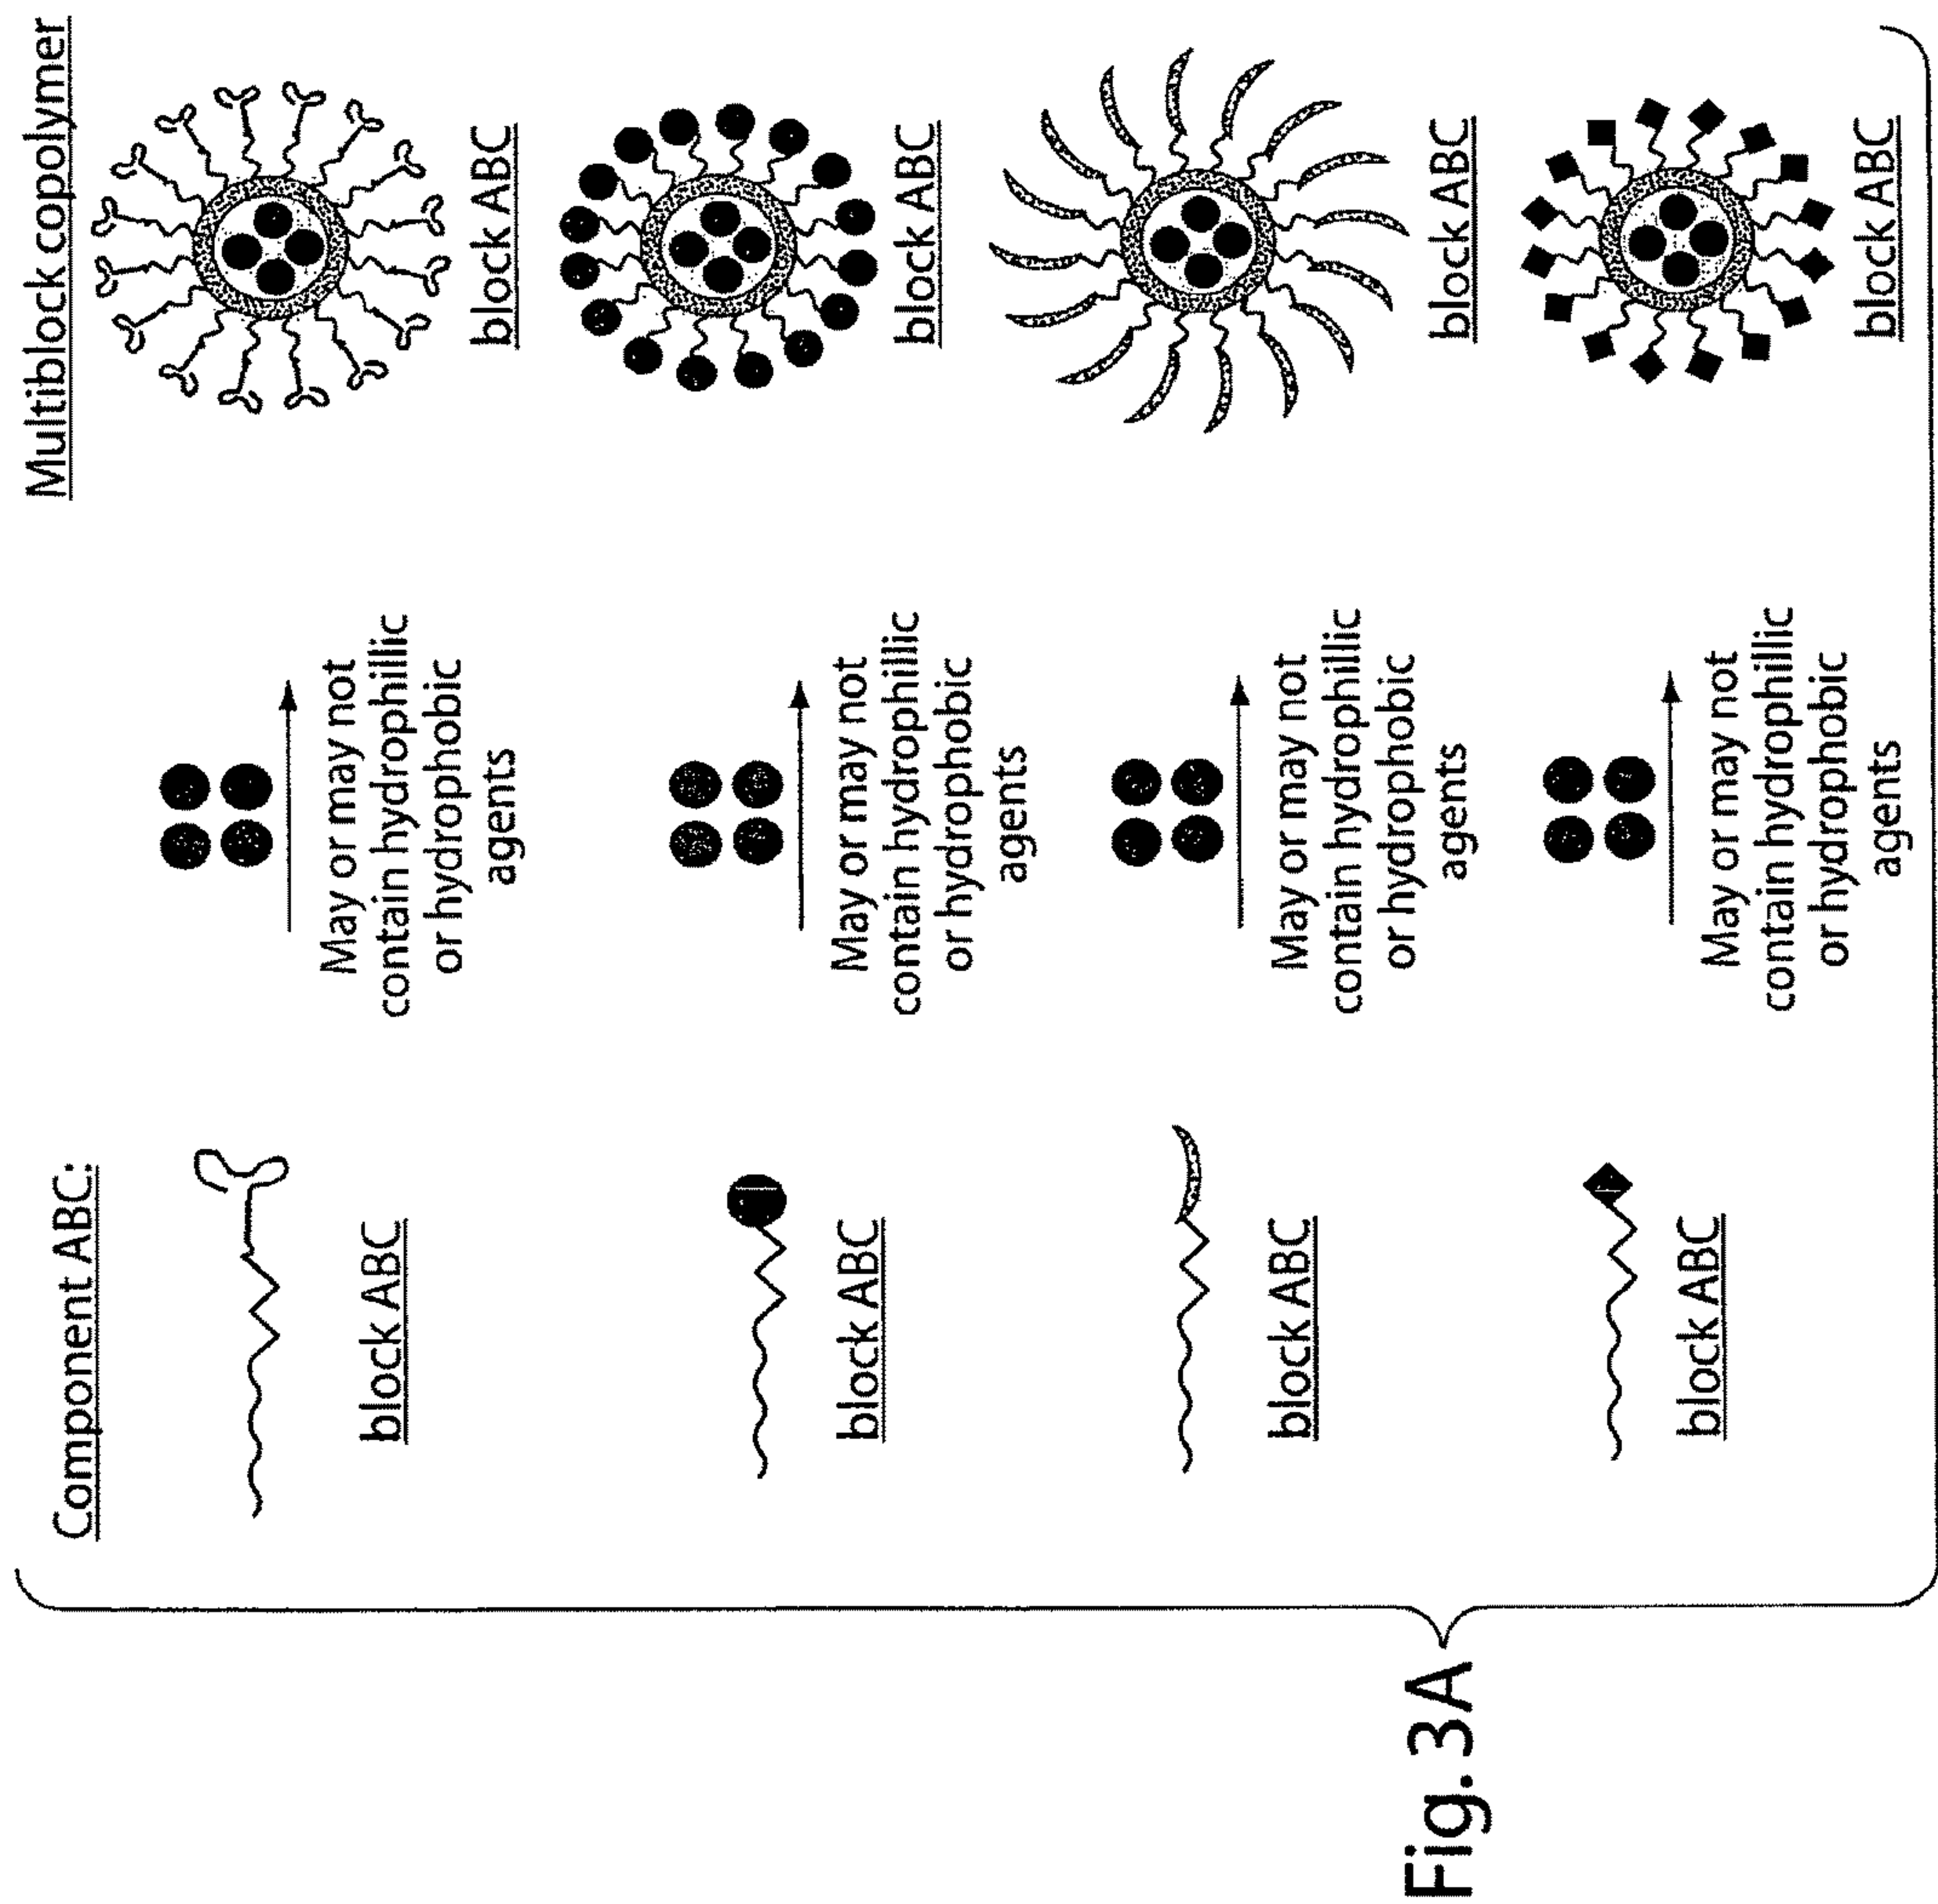 Component ABC:
Multiblock copolymer
block ABC
May or may not
contain hydrophillic
or hydrophobic
agents
block ABC
block ABC
May or may not
contain hydrophillic
or hydrophobic
agents
block ABC
block ABC
May or may not
contain hydrophillic
or hydrophobic
agents
block ABC
block ABC
May or may not
contain hydrophillic
or hydrophobic
agents
block ABC
Fig. 3A